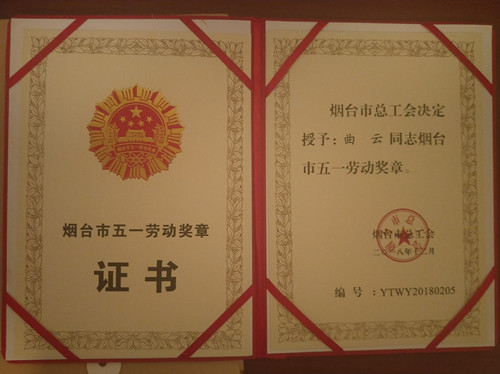 烟台市五一劳动奖章
证书
烟台市总工会决定
授予：曲 云同志烟台
市五一劳动奖章。
烟台市总工会
编 号：YTWY20180205